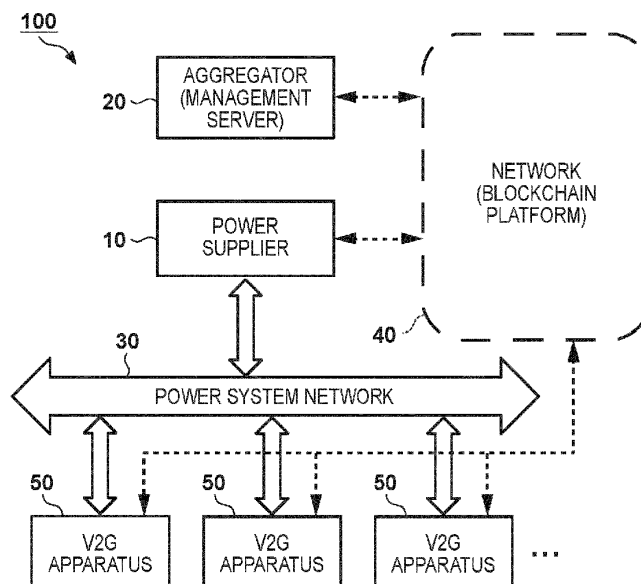 100
AGGREGATOR
(MANAGEMENT
SERVER)
20
NETWORK
(BLOCKCHAIN
PLATFORM)
POWER
SUPPLIER
10
40
30
POWER SYSTEM NETWORK
50
50
50
V2G
APPARATUS
V2G
APPARATUS
V2G
APPARATUS
...